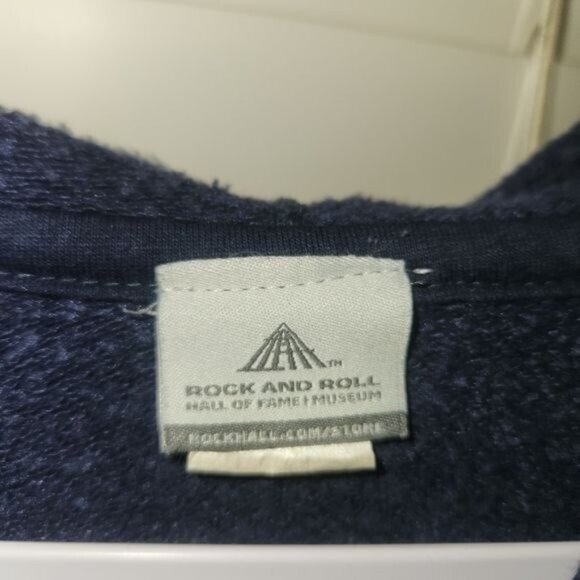 TM
ROCK AND ROLL
HALL OF FAME + MUSEUM
ROCKHALL.COM/STORE